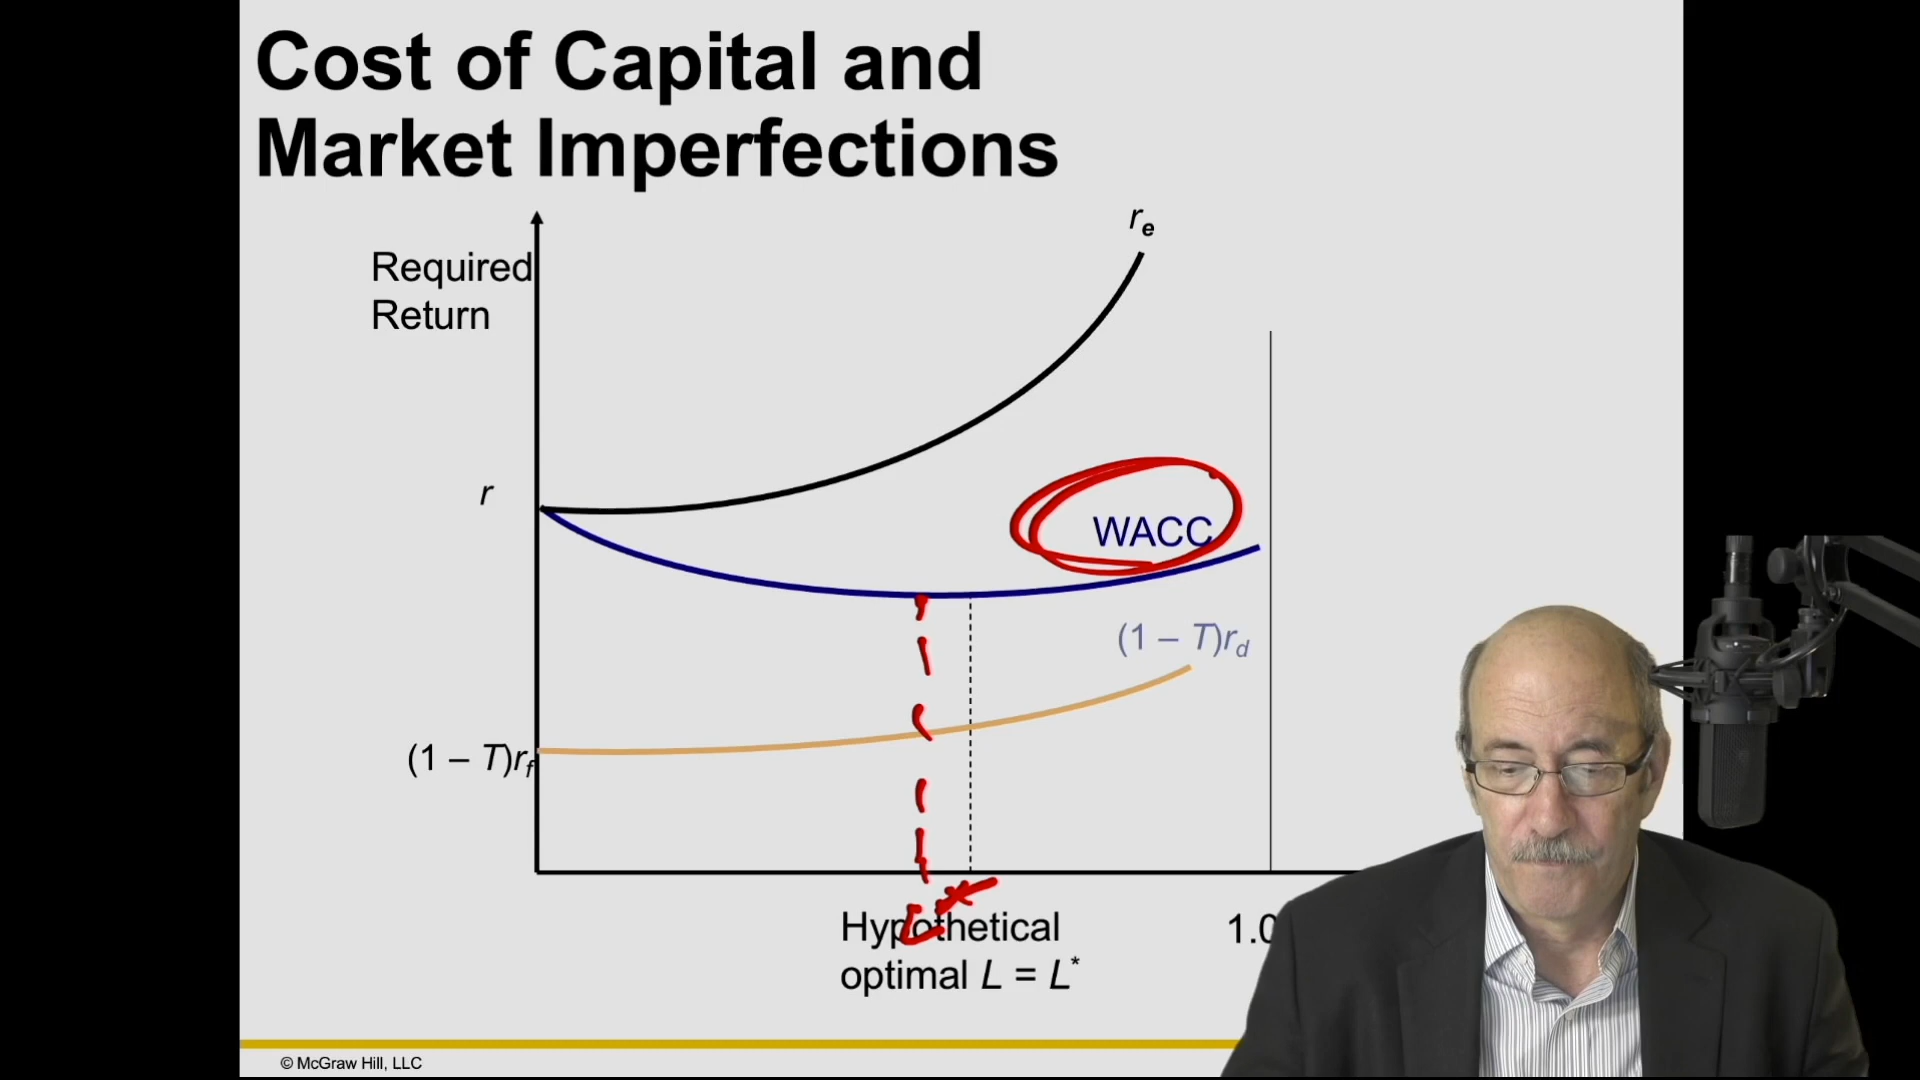 Cost of Capital and
Market Imperfections
r_e
Required
Return
r
WACC
(1 – T)r_d
(1 – T)r_f
L*
Hypothetical
1.0
optimal L = L*
© McGraw Hill, LLC